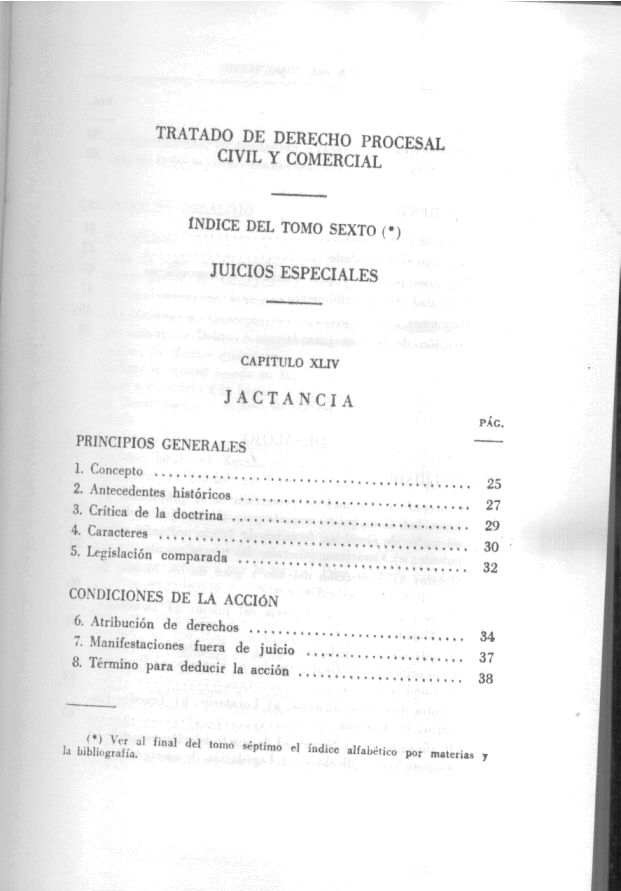 TRATADO DE DERECHO PROCESAL
CIVIL Y COMERCIAL
ÍNDICE DEL TOMO SEXTO (*)
JUICIOS ESPECIALES
CAPITULO XLIV
JACTANCIA
PÁG.
PRINCIPIOS GENERALES
1. Concepto ........................................ 25
2. Antecedentes históricos ............................ 27
3. Crítica de la doctrina ............................. 29
4. Caracteres ....................................... 30
5. Legislación comparada ............................ 32
CONDICIONES DE LA ACCIÓN
6. Atribución de derechos ........................... 34
7. Manifestaciones fuera de juicio .................... 37
8. Término para deducir la acción ..................... 38
(*) Ver al final del tomo séptimo el índice alfabético por materias y
la bibliografía.